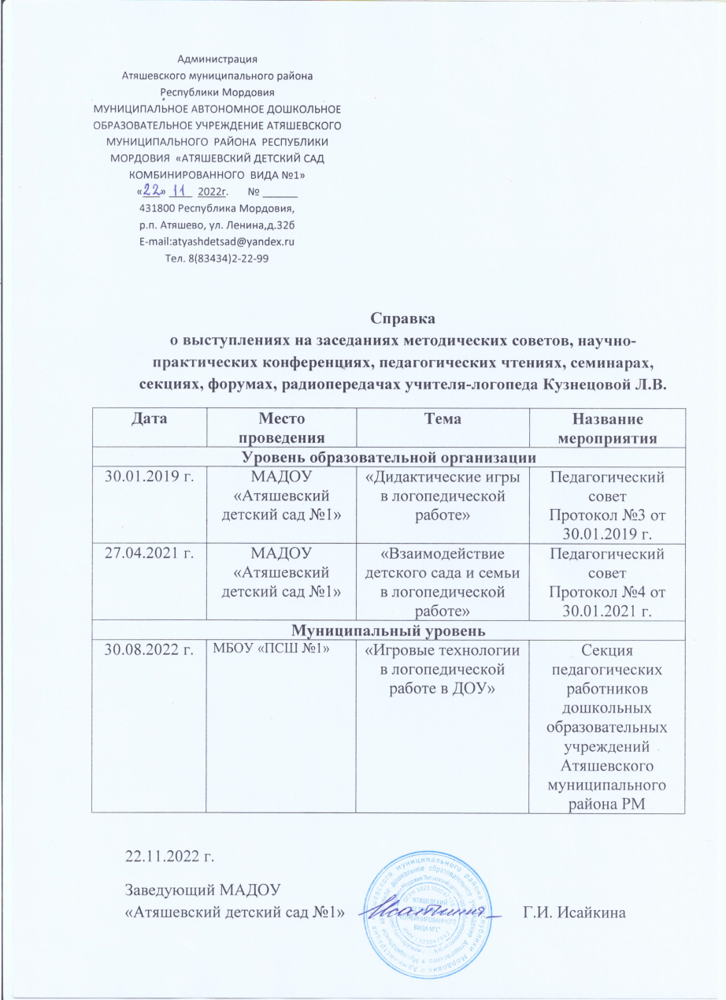 Администрация
Атяшевского муниципального района
Республики Мордовия
МУНИЦИПАЛЬНОЕ АВТОНОМНОЕ ДОШКОЛЬНОЕ
ОБРАЗОВАТЕЛЬНОЕ УЧРЕЖДЕНИЕ АТЯШЕВСКОГО
МУНИЦИПАЛЬНОГО РАЙОНА РЕСПУБЛИКИ
МОРДОВИЯ «АТЯШЕВСКИЙ ДЕТСКИЙ САД
КОМБИНИРОВАННОГО ВИДА №1»
«22» 11 2022г. № ______
431800 Республика Мордовия,
р.п. Атяшево, ул. Ленина,д.32б
E-mail:atyashdetsad@yandex.ru
Тел. 8(83434)2-22-99
Справка
о выступлениях на заседаниях методических советов, научно-
практических конференциях, педагогических чтениях, семинарах,
секциях, форумах, радиопередачах учителя-логопеда Кузнецовой Л.В.
Дата
Место
проведения
Тема
Название
мероприятия
Уровень образовательной организации
30.01.2019 г.
МАДОУ
«Атяшевский
детский сад №1»
«Дидактические игры
в логопедической
работе»
Педагогический
совет
Протокол №3 от
30.01.2019 г.
27.04.2021 г.
МАДОУ
«Атяшевский
детский сад №1»
«Взаимодействие
детского сада и семьи
в логопедической
работе»
Педагогический
совет
Протокол №4 от
30.01.2021 г.
Муниципальный уровень
30.08.2022 г.
МБОУ «ПСШ №1»
«Игровые технологии
в логопедической
работе в ДОУ»
Секция
педагогических
работников
дошкольных
образовательных
учреждений
Атяшевского
муниципального
района РМ
22.11.2022 г.
Заведующий МАДОУ
«Атяшевский детский сад №1»
Г.И. Исайкина
"АТЯШЕВСКИЙ
КОМБИНИРОВАННОГО
ВИДА №1"